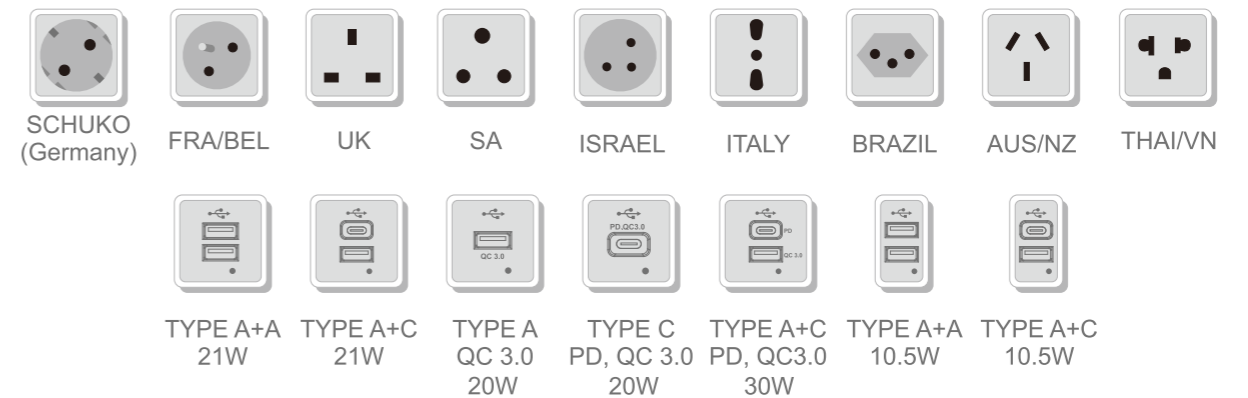 SCHUKO
(Germany)
FRA/BEL
UK
SA
ISRAEL
ITALY
BRAZIL
AUS/NZ
THAI/VN
QC 3.0
PD.QC3.0
PD
QC 3.0
TYPE A+A
21W
TYPE A+C
21W
TYPE A
QC 3.0
20W
TYPE C
PD, QC 3.0
20W
TYPE A+C
PD, QC3.0
30W
TYPE A+A
10.5W
TYPE A+C
10.5W